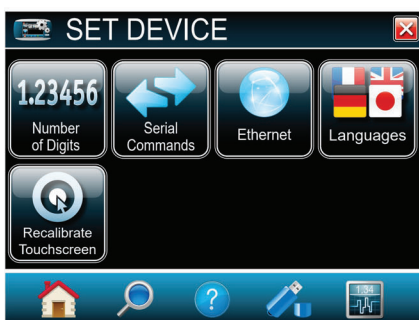 SET DEVICE
1.23456
Number
of Digits
Serial
Commands
Ethernet
Languages
Recalibrate
Touchscreen
?
1.34